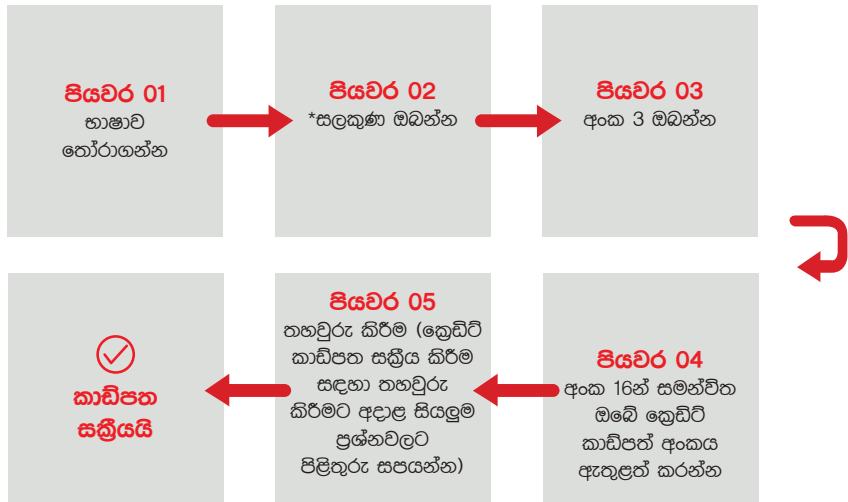 පියවර 01
භාෂාව
තෝරාගන්න
පියවර 02
*සලකුණ ඔබන්න
පියවර 03
අංක 3 ඔබන්න
පියවර 04
අංක 16න් සමන්විත
ඔබේ ක්‍රෙඩිට්
කාඩ්පත් අංකය
ඇතුළත් කරන්න
පියවර 05
තහවුරු කිරීම (ක්‍රෙඩිට්
කාඩ්පත සක්‍රීය කිරීම
සඳහා තහවුරු
කිරීමට අදාළ සියලුම
ප්‍රශ්නවලට
පිළිතුරු සපයන්න)
කාඩ්පත
සක්‍රීයයි